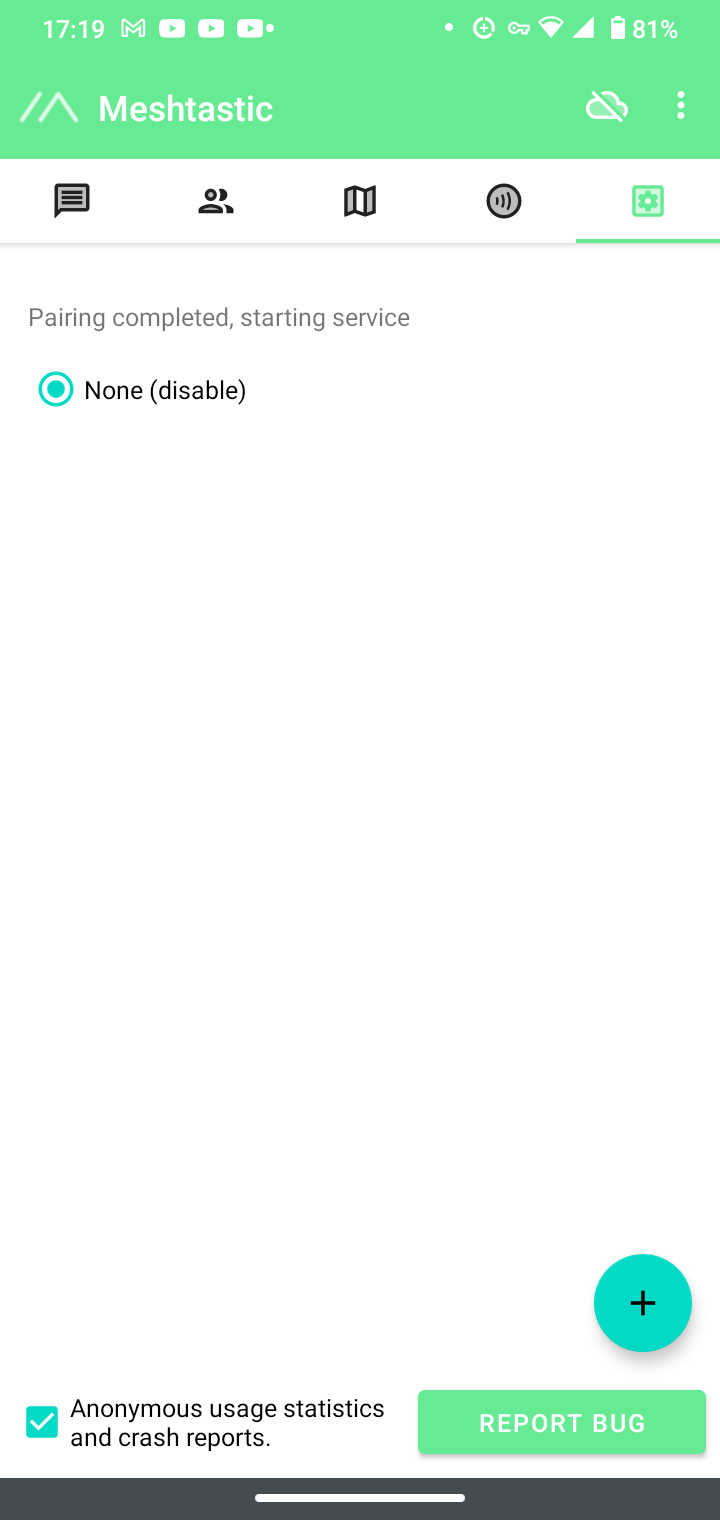 17:19
81%
Meshtastic
Pairing completed, starting service
None (disable)
Anonymous usage statistics
and crash reports.
REPORT BUG